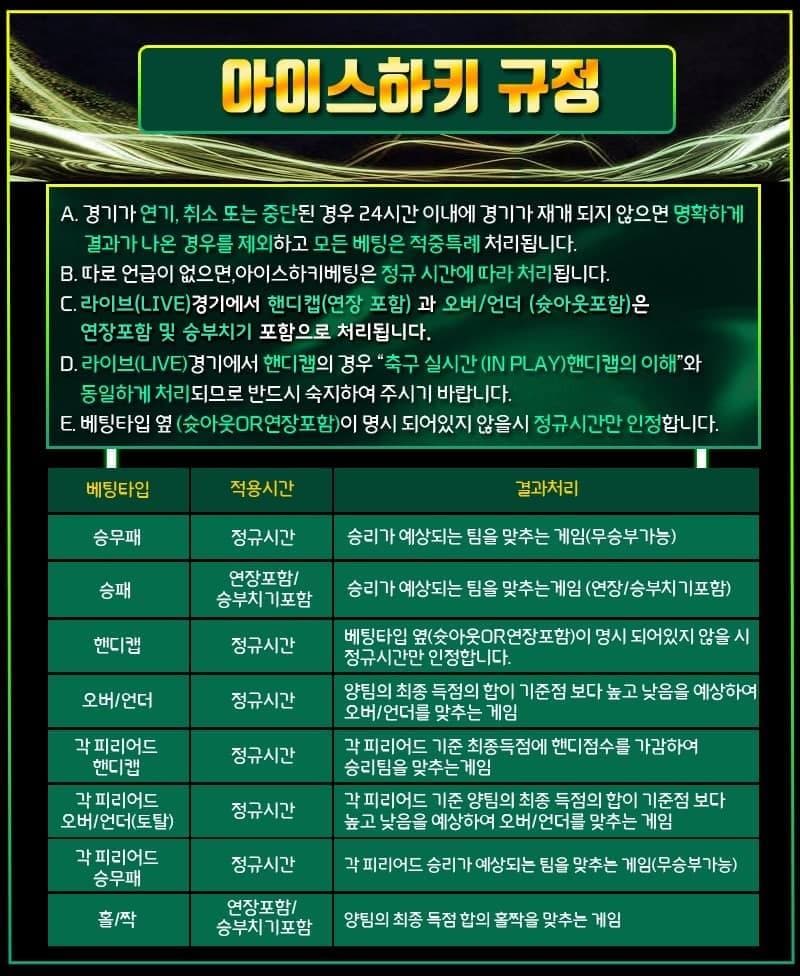 아이스하키 규정
A. 경기가 연기, 취소 또는 중단된 경우 24시간 이내에 경기가 재개 되지 않으면 명확하게
결과가 나온 경우를 제외하고 모든 베팅은 적중특례 처리됩니다.
B. 따로 언급이 없으면,아이스하키베팅은 정규 시간에 따라 처리됩니다.
C. 라이브(LIVE)경기에서 핸디캡(연장 포함) 과 오버/언더 (슛아웃포함)은
연장포함 및 승부치기 포함으로 처리됩니다.
D. 라이브(LIVE)경기에서 핸디캡의 경우 “축구 실시간 (IN PLAY)핸디캡의 이해”와
동일하게 처리되므로 반드시 숙지하여 주시기 바랍니다.
E. 베팅타입 옆 (슛아웃OR연장포함)이 명시 되어있지 않을시 정규시간만 인정합니다.
베팅타입 적용시간 결과처리
승무패 정규시간 승리가 예상되는 팀을 맞추는 게임(무승부가능)
승패 연장포함/ 승리가 예상되는 팀을 맞추는게임 (연장/승부치기포함)
승부치기포함
핸디캡 정규시간 베팅타입 옆(슛아웃OR연장포함)이 명시 되어있지 않을 시
정규시간만 인정합니다.
오버/언더 정규시간 양팀의 최종 득점의 합이 기준점 보다 높고 낮음을 예상하여
오버/언더를 맞추는 게임
각 피리어드 정규시간 각 피리어드 기준 최종득점에 핸디점수를 가감하여
핸디캡 승리팀을 맞추는게임
각 피리어드 정규시간 각 피리어드 기준 양팀의 최종 득점의 합이 기준점 보다
오버/언더(토탈) 높고 낮음을 예상하여 오버/언더를 맞추는 게임
각 피리어드 정규시간 각 피리어드 승리가 예상되는 팀을 맞추는 게임(무승부가능)
승무패
홀/짝 연장포함/ 양팀의 최종 득점 합의 홀짝을 맞추는 게임
승부치기포함